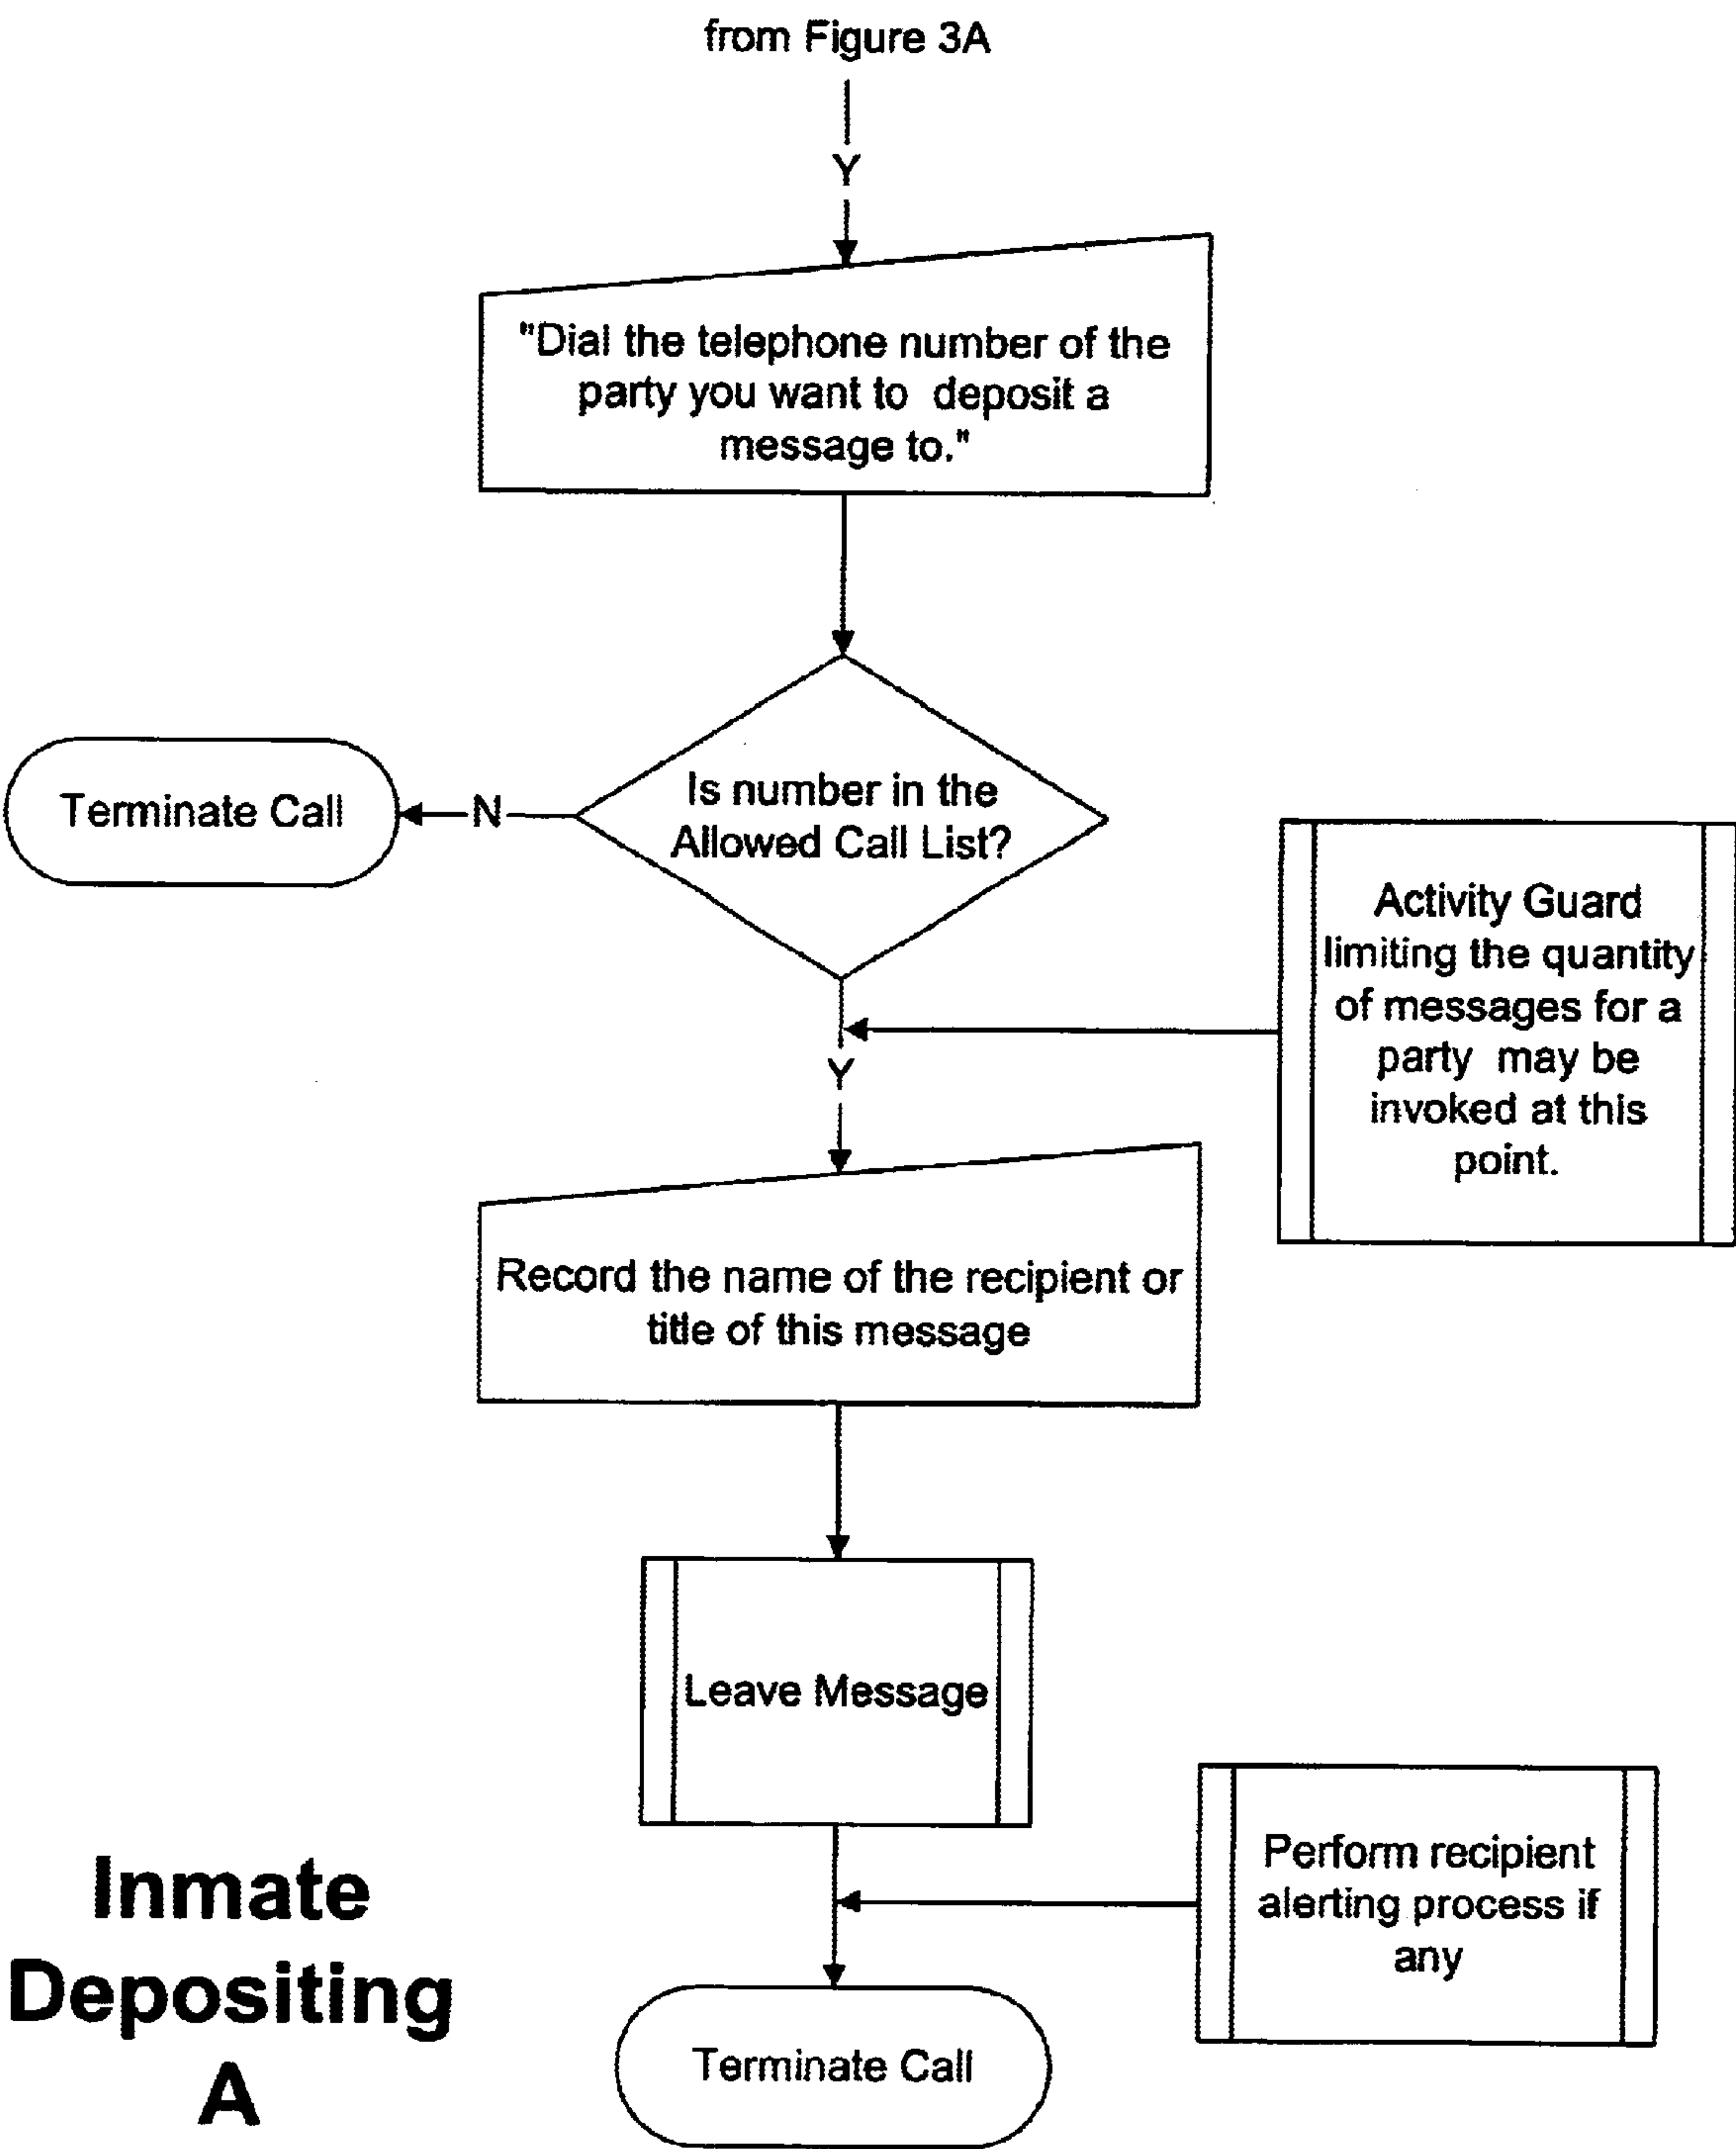 from Figure 3A
Y
"Dial the telephone number of the
party you want to deposit a
message to."
Is number in the
Allowed Call List?
N
Terminate Call
Activity Guard
limiting the quantity
of messages for a
party may be
invoked at this
point.
Y
Record the name of the recipient or
title of this message
Leave Message
Perform recipient
alerting process if
any
Terminate Call
Inmate
Depositing
A